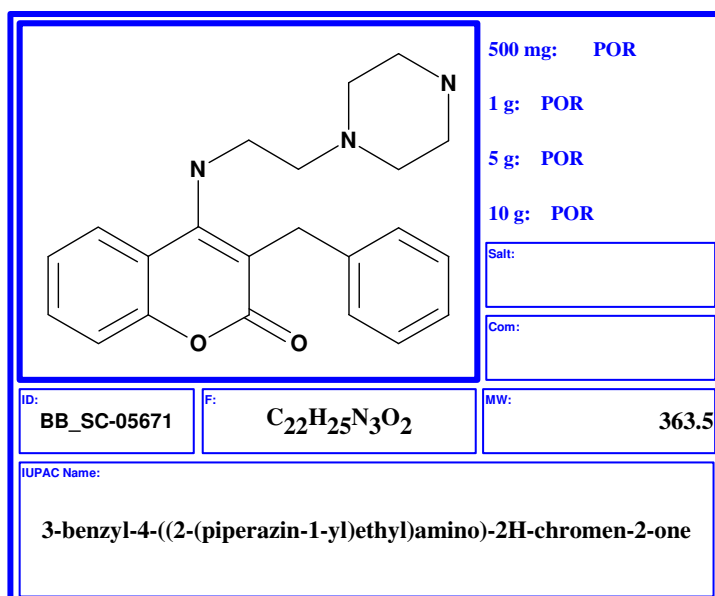 500 mg: POR
1 g: POR
5 g: POR
10 g: POR
N
N
N
O
O
Salt:
Com:
ID:
BB_SC-05671
F:
C22H25N3O2
MW:
363.5
IUPAC Name:
3-benzyl-4-((2-(piperazin-1-yl)ethyl)amino)-2H-chromen-2-one